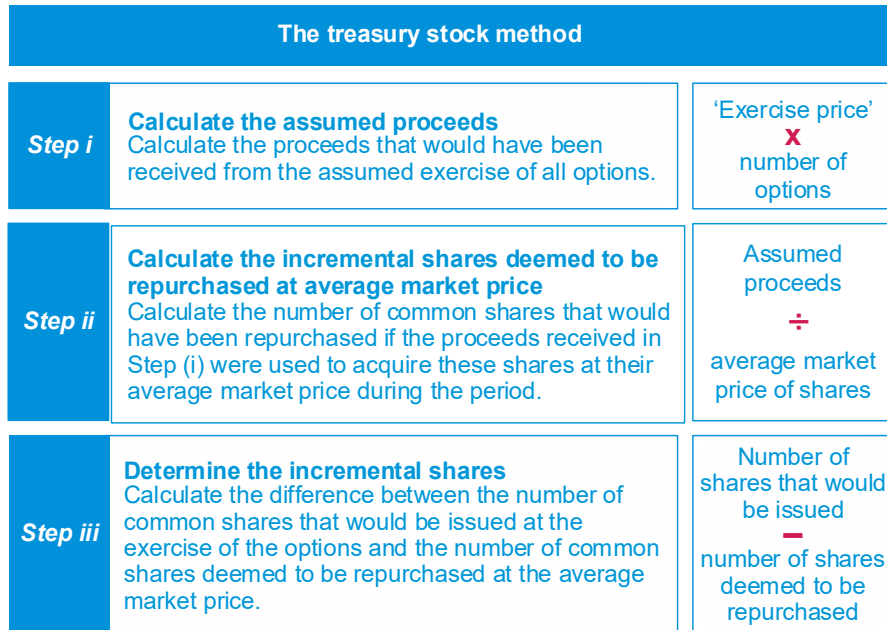 The treasury stock method
Step i
Calculate the assumed proceeds
Calculate the proceeds that would have been
received from the assumed exercise of all options.
‘Exercise price’
x
number of
options
Step ii
Calculate the incremental shares deemed to be
repurchased at average market price
Calculate the number of common shares that would
have been repurchased if the proceeds received in
Step (i) were used to acquire these shares at their
average market price during the period.
Assumed
proceeds
÷
average market
price of shares
Step iii
Determine the incremental shares
Calculate the difference between the number of
common shares that would be issued at the
exercise of the options and the number of common
shares deemed to be repurchased at the average
market price.
Number of
shares that would
be issued
–
number of shares
deemed to be
repurchased